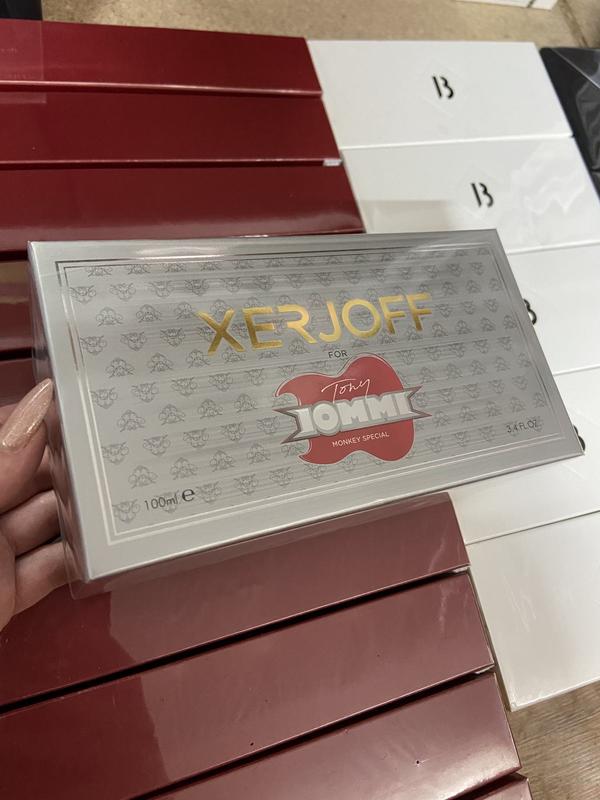 B
B
B
XERJOFF
FOR
Tony
IOMMI
MONKEY SPECIAL
3.4 FL.OZ.
100ml e